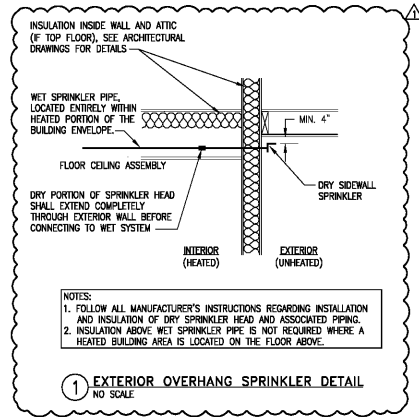 1
INSULATION INSIDE WALL AND ATTIC
(IF TOP FLOOR), SEE ARCHITECTURAL
DRAWINGS FOR DETAILS
WET SPRINKLER PIPE,
LOCATED ENTIRELY WITHIN
HEATED PORTION OF THE
BUILDING ENVELOPE.
MIN. 4"
FLOOR CEILING ASSEMBLY
DRY SIDEWALL
SPRINKLER
DRY PORTION OF SPRINKLER HEAD
SHALL EXTEND COMPLETELY
THROUGH EXTERIOR WALL BEFORE
CONNECTING TO WET SYSTEM
INTERIOR
(HEATED)
EXTERIOR
(UNHEATED)
NOTES:
1. FOLLOW ALL MANUFACTURER'S INSTRUCTIONS REGARDING INSTALLATION
AND INSULATION OF DRY SPRINKLER HEAD AND ASSOCIATED PIPING.
2. INSULATION ABOVE WET SPRINKLER PIPE IS NOT REQUIRED WHERE A
HEATED BUILDING AREA IS LOCATED ON THE FLOOR ABOVE.
1 EXTERIOR OVERHANG SPRINKLER DETAIL
NO SCALE